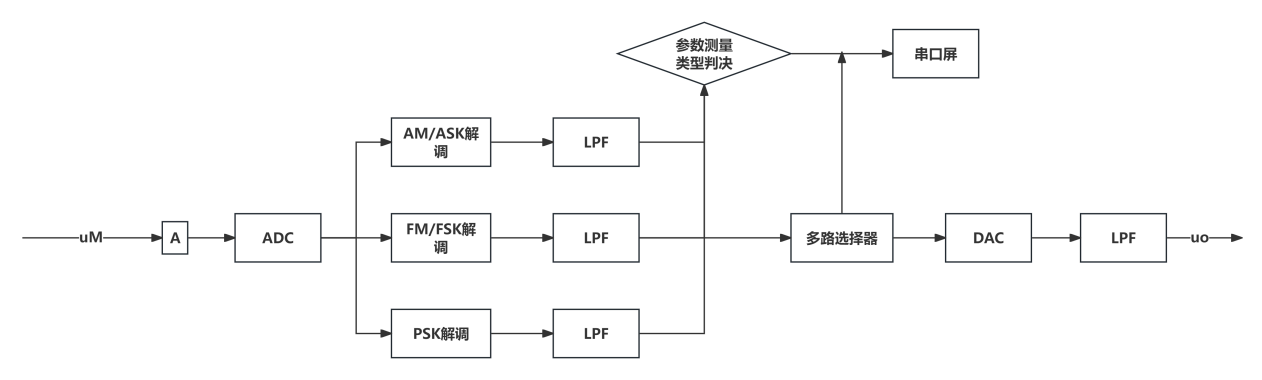 参数测量
类型判决
串口屏
AM/ASK解
调
LPF
uM
A
ADC
FM/FSK解
调
LPF
多路选择器
DAC
LPF
uo
PSK解调
LPF